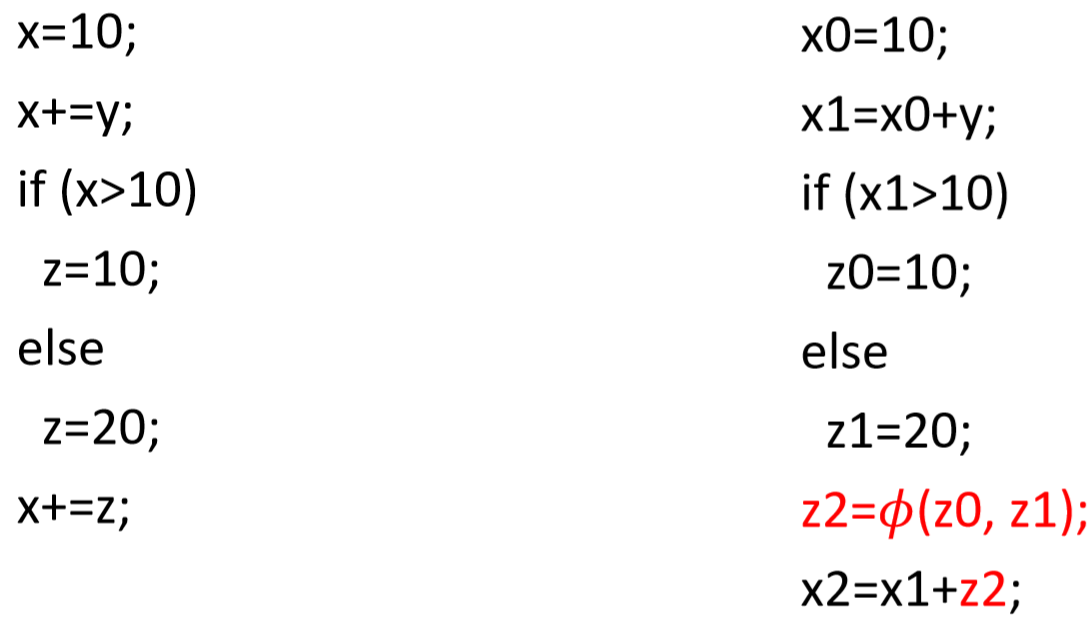 x=10;
x+=y;
if (x>10)
z=10;
else
z=20;
x+=z;
x0=10;
x1=x0+y;
if (x1>10)
z0=10;
else
z1=20;
z2=ϕ(z0, z1);
x2=x1+z2;